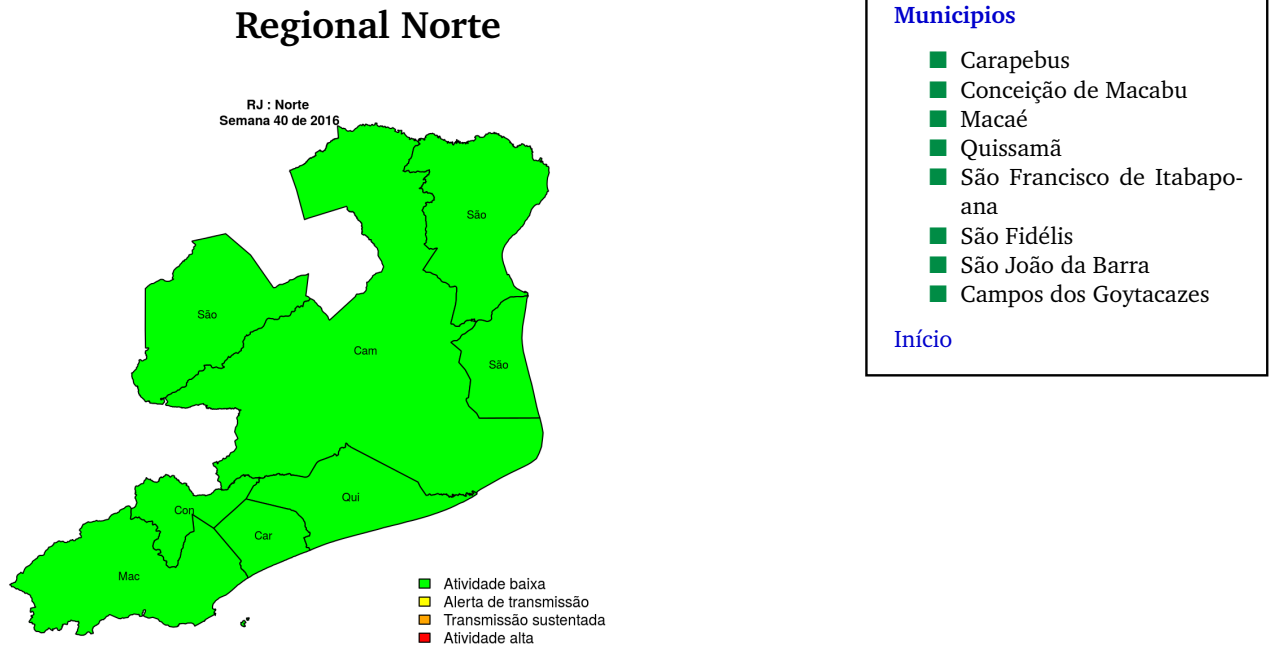 Regional Norte
RJ : Norte
Semana 40 de 2016
São
São
Cam
São
Qui
Con
Car
Mac
Atividade baixa
Alerta de transmissão
Transmissão sustentada
Atividade alta
Municipios
Carapebus
Conceição de Macabu
Macaé
Quissamã
São Francisco de Itabapo-
ana
São Fidélis
São João da Barra
Campos dos Goytacazes
Início